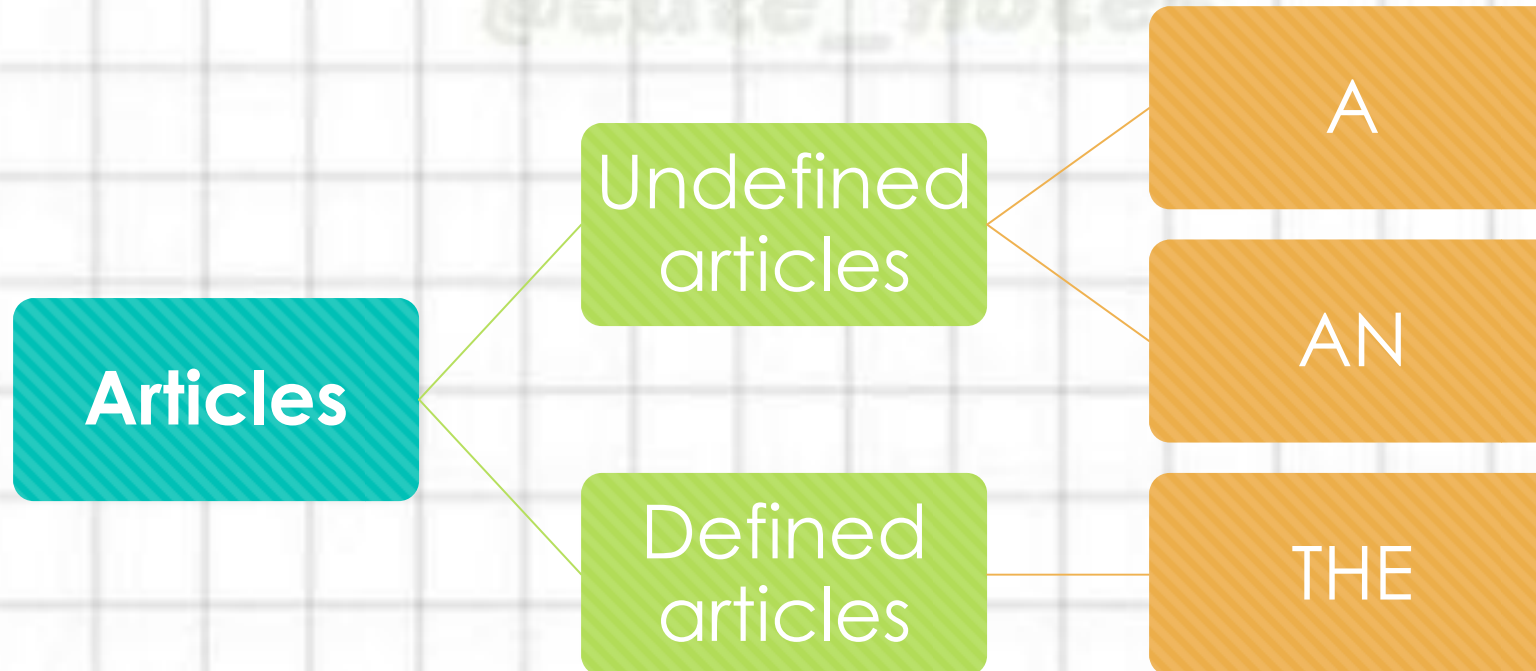 Articles
Undefined
articles
A
AN
Defined
articles
THE